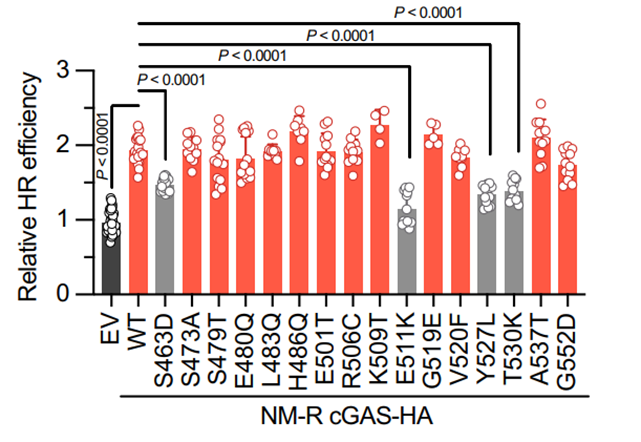 P < 0.0001
P < 0.0001
P < 0.0001
P < 0.0001
P < 0.0001
Relative HR efficiency
3
2
1
0
EV
WT
S463D
S473A
S479T
E480Q
L483Q
H486Q
E501T
R506C
K509T
E511K
G519E
V520F
Y527L
T530K
A537T
G552D
NM-R cGAS-HA